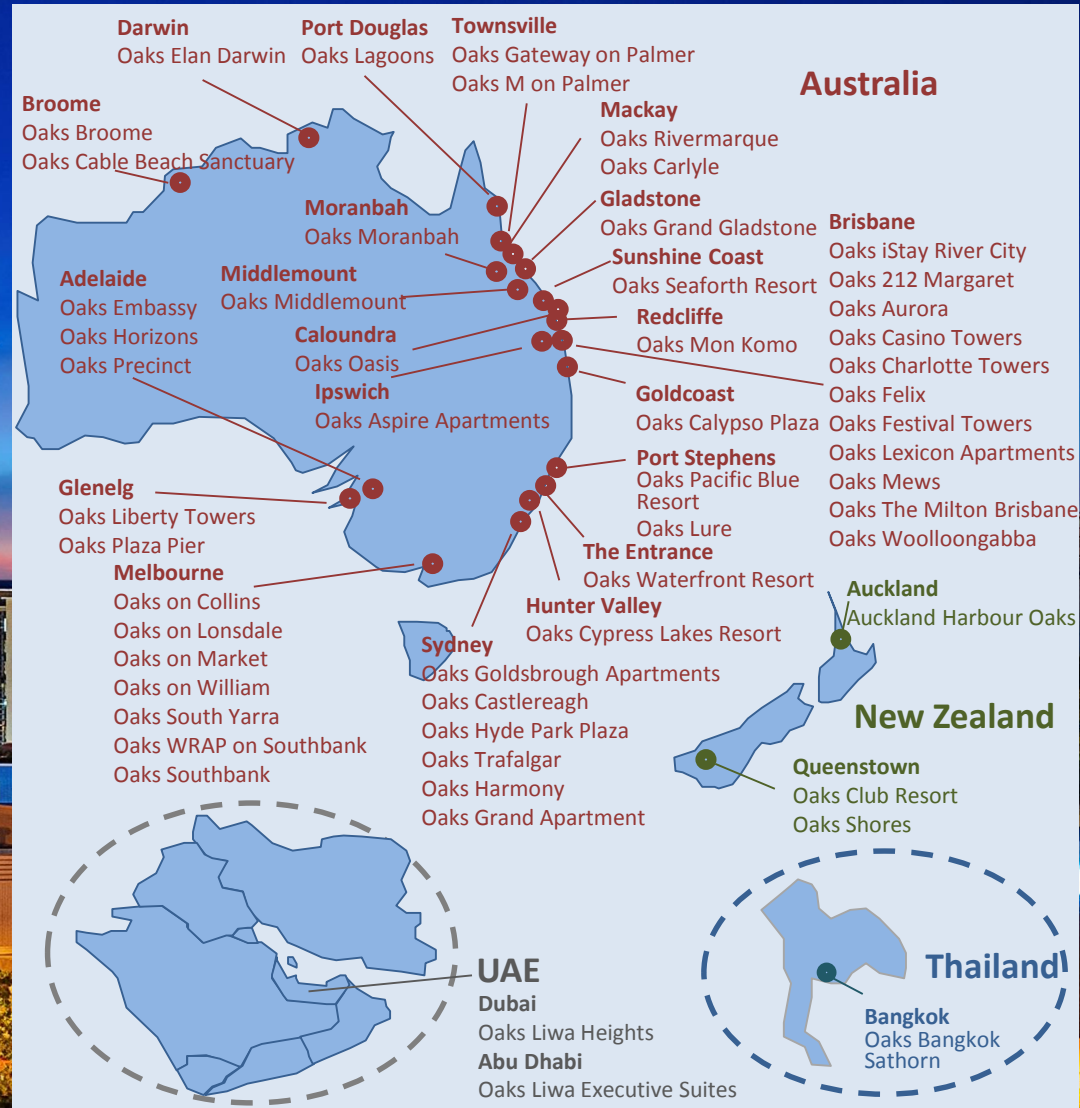 Darwin
Oaks Elan Darwin
Port Douglas
Oaks Lagoons
Townsville
Oaks Gateway on Palmer
Oaks M on Palmer
Australia
Broome
Oaks Broome
Oaks Cable Beach Sanctuary
Mackay
Oaks Rivermarque
Oaks Carlyle
Moranbah
Oaks Moranbah
Gladstone
Oaks Grand Gladstone
Brisbane
Oaks iStay River City
Oaks 212 Margaret
Oaks Aurora
Oaks Casino Towers
Oaks Charlotte Towers
Oaks Felix
Oaks Festival Towers
Oaks Lexicon Apartments
Oaks Mews
Oaks The Milton Brisbane
Oaks Woolloongabba
Adelaide
Oaks Embassy
Oaks Horizons
Oaks Precinct
Middlemount
Oaks Middlemount
Sunshine Coast
Oaks Seaforth Resort
Caloundra
Oaks Oasis
Redcliffe
Oaks Mon Komo
Ipswich
Oaks Aspire Apartments
Goldcoast
Oaks Calypso Plaza
Port Stephens
Oaks Pacific Blue
Resort
Oaks Lure
Glenelg
Oaks Liberty Towers
Oaks Plaza Pier
The Entrance
Oaks Waterfront Resort
Melbourne
Oaks on Collins
Oaks on Lonsdale
Oaks on Market
Oaks on William
Oaks South Yarra
Oaks WRAP on Southbank
Oaks Southbank
Hunter Valley
Oaks Cypress Lakes Resort
Sydney
Oaks Goldsbrough Apartments
Oaks Castlereagh
Oaks Hyde Park Plaza
Oaks Trafalgar
Oaks Harmony
Oaks Grand Apartment
Auckland
Auckland Harbour Oaks
New Zealand
Queenstown
Oaks Club Resort
Oaks Shores
UAE
Dubai
Oaks Liwa Heights
Abu Dhabi
Oaks Liwa Executive Suites
Thailand
Bangkok
Oaks Bangkok
Sathorn